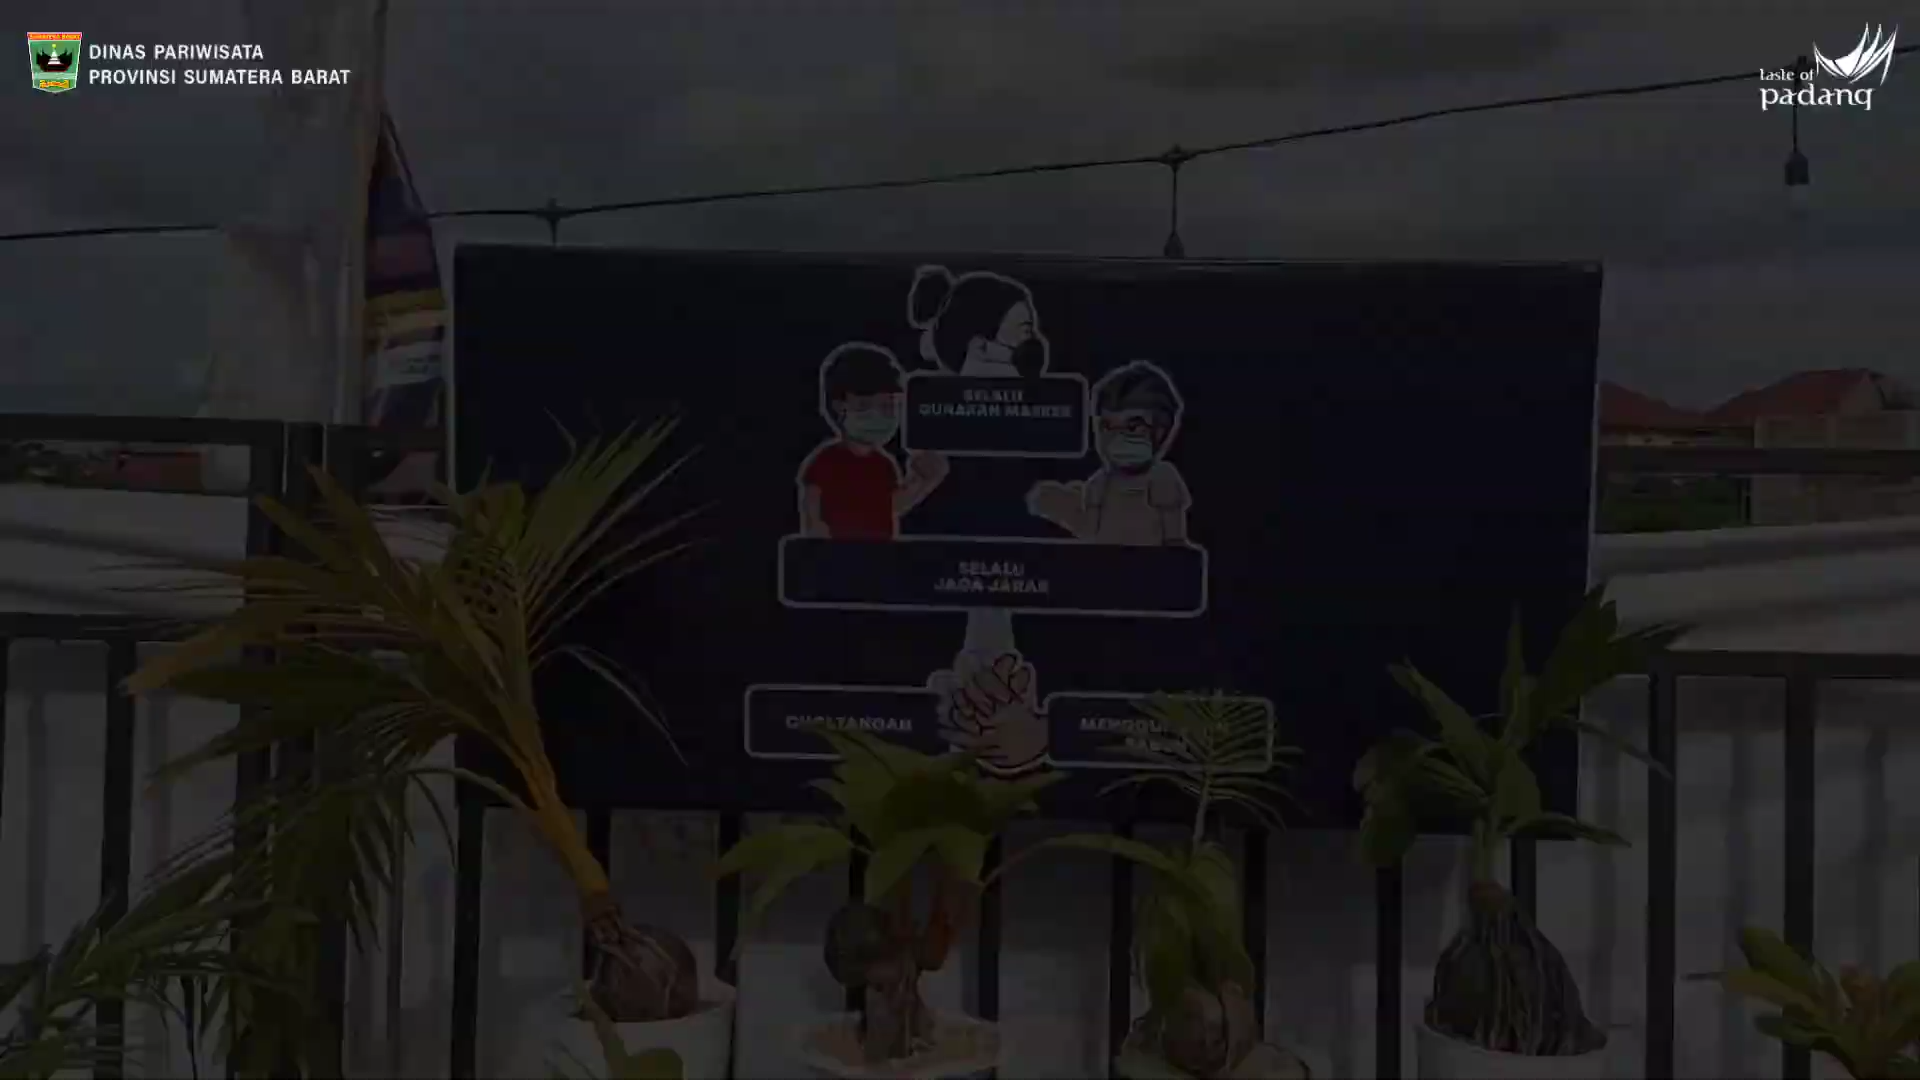 DINAS PARIWISATA
PROVINSI SUMATERA BARAT
taste of
padang
SELALU
GUNAKAN MASKER
SELALU
JAGA JARAK
CUCI TANGAN